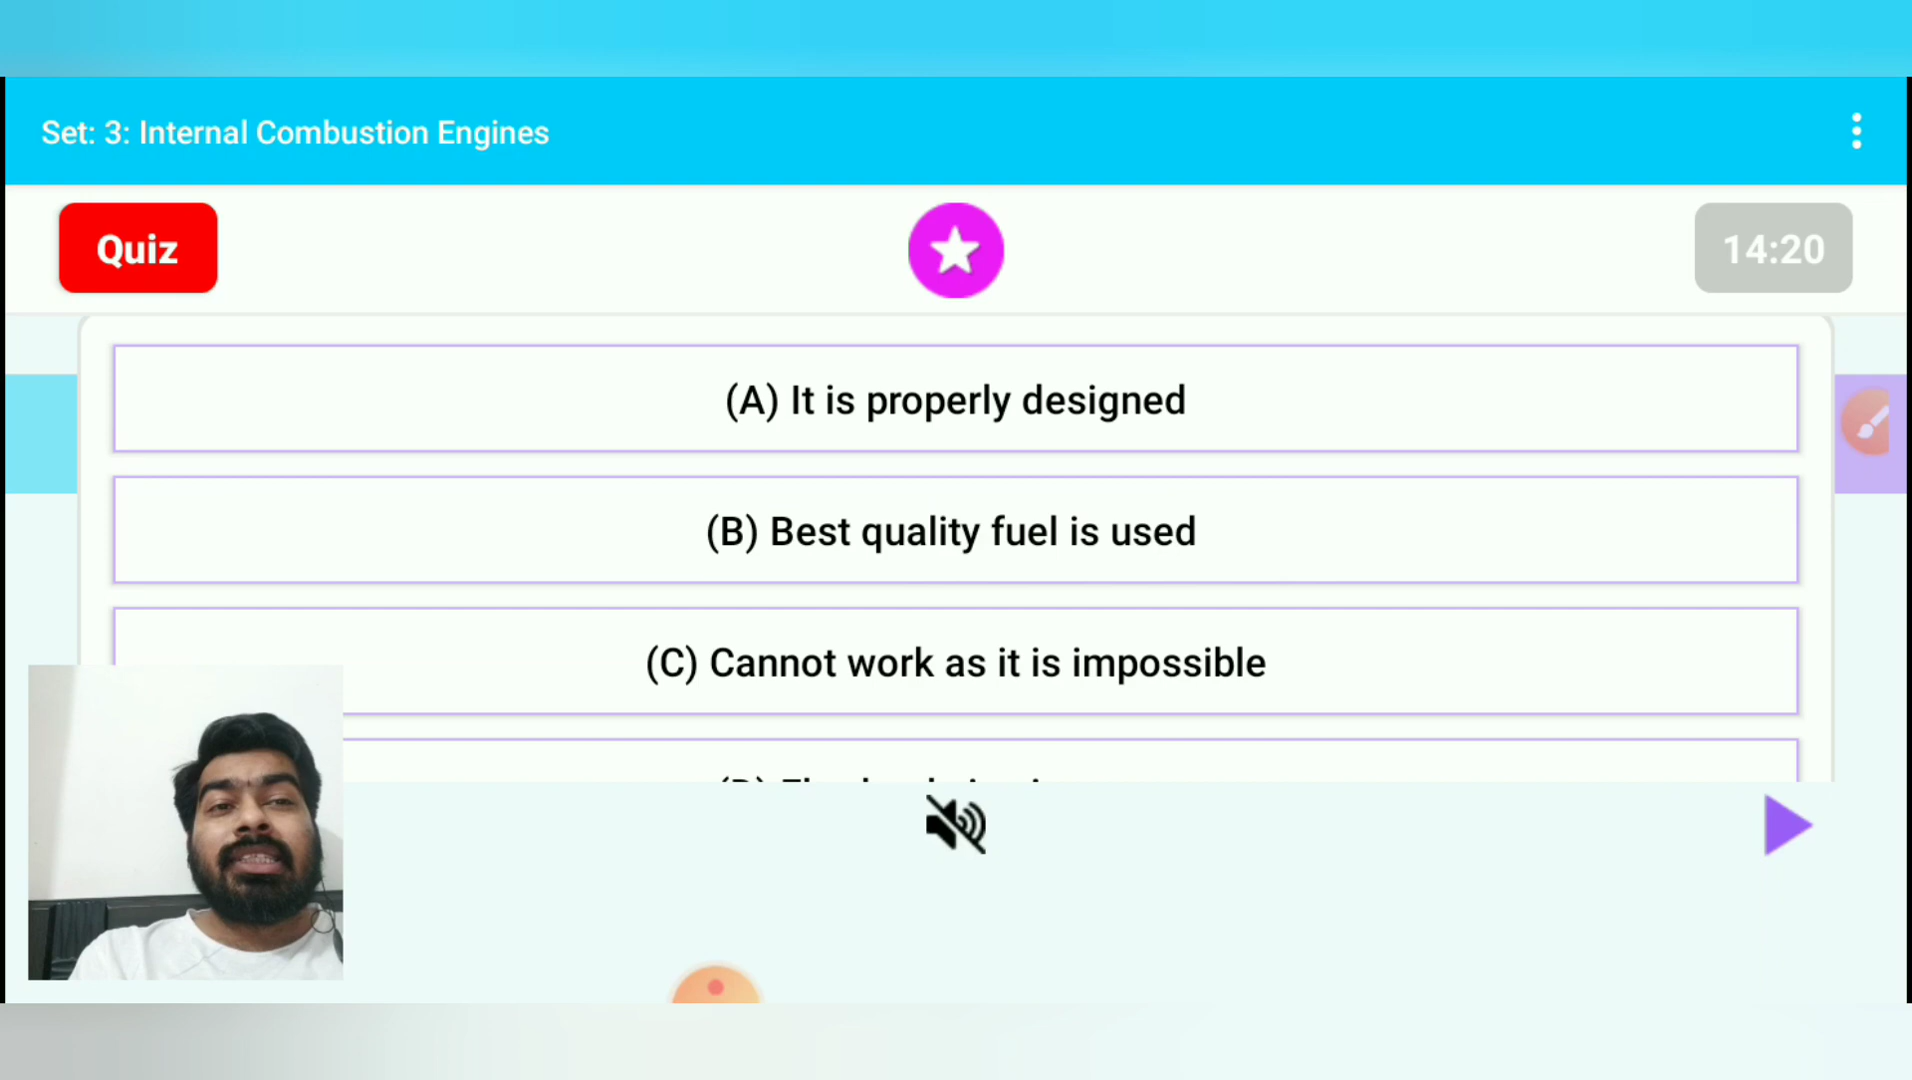 Set: 3: Internal Combustion Engines
Quiz
14:20
(A) It is properly designed
(B) Best quality fuel is used
(C) Cannot work as it is impossible